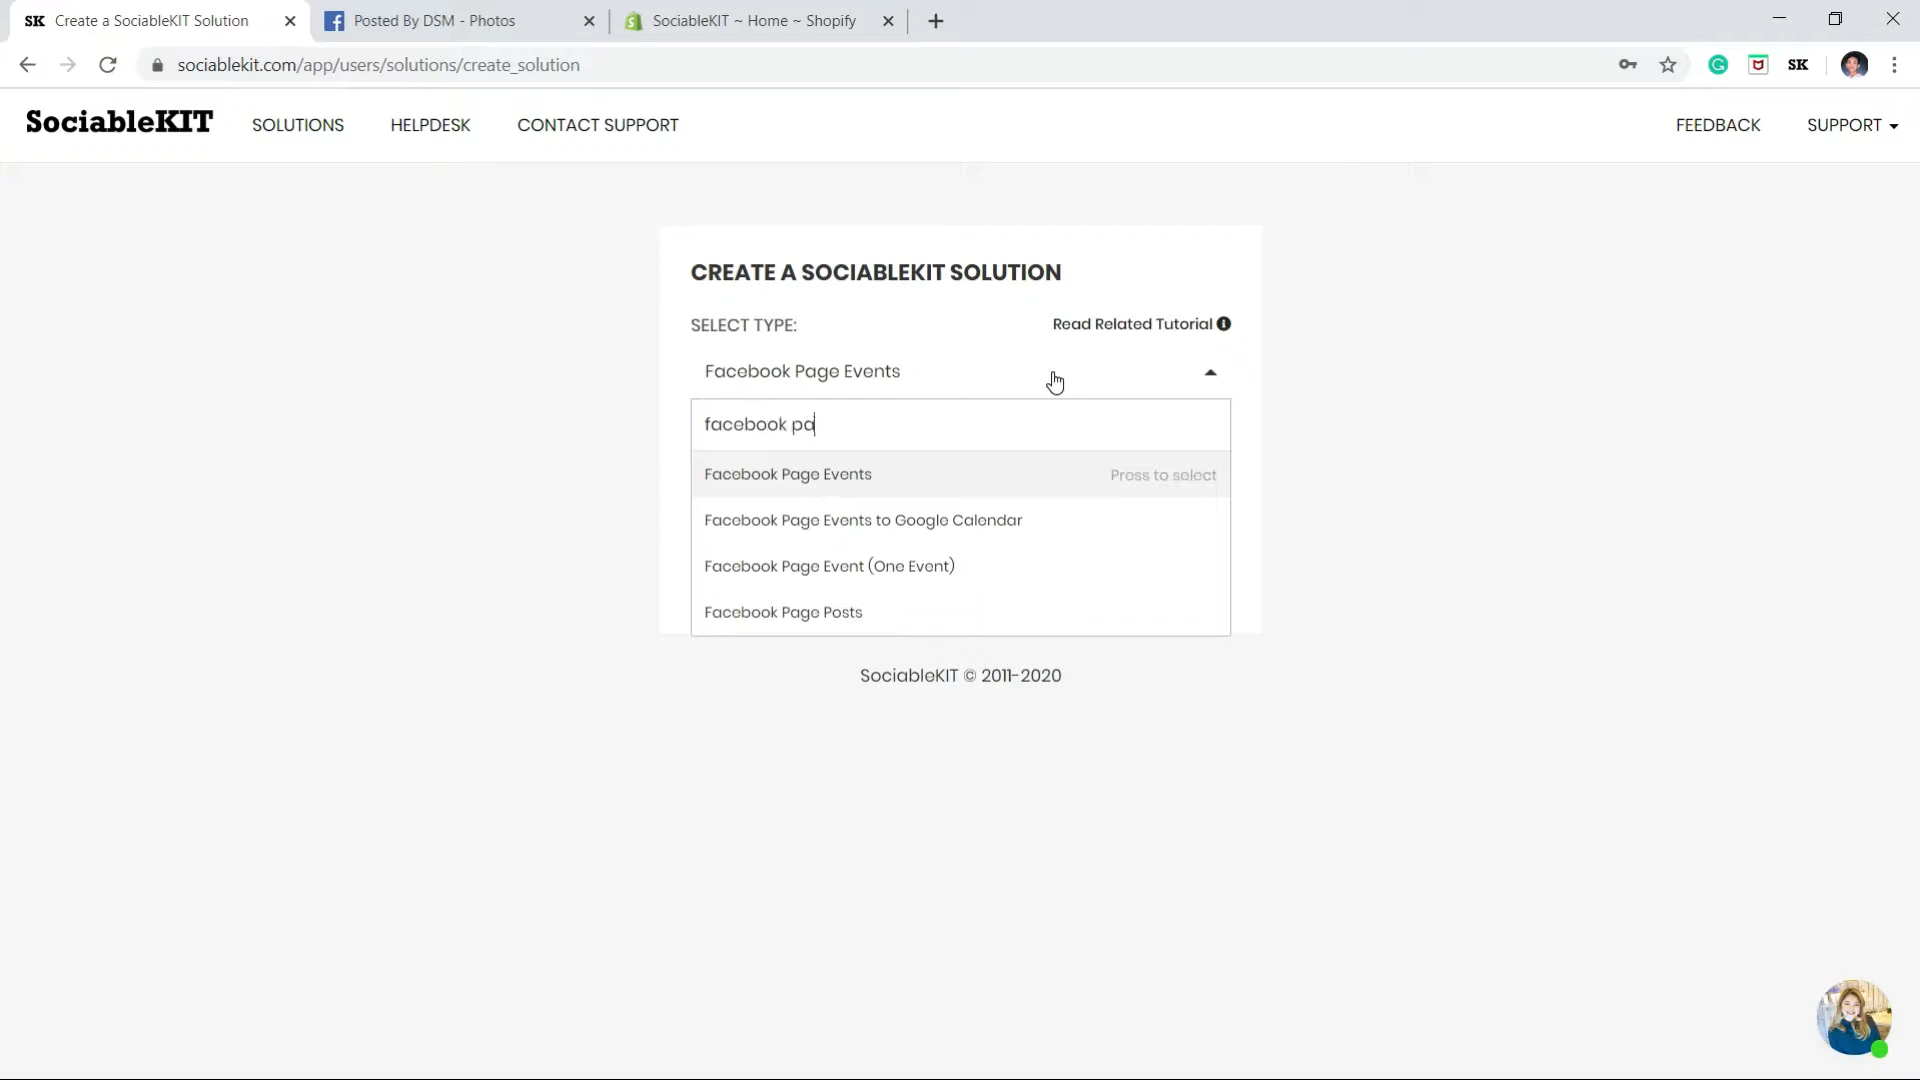 SK Create a SociableKIT Solution
Posted By DSM - Photos
SociableKIT ~ Home ~ Shopify
sociablekit.com/app/users/solutions/create_solution
SK
SociableKIT
SOLUTIONS
HELPDESK
CONTACT SUPPORT
FEEDBACK
SUPPORT
CREATE A SOCIABLEKIT SOLUTION
SELECT TYPE:
Read Related Tutorial
Facebook Page Events
facebook pa
Facebook Page Events
Press to select
Facebook Page Events to Google Calendar
Facebook Page Event (One Event)
Facebook Page Posts
SociableKIT © 2011-2020